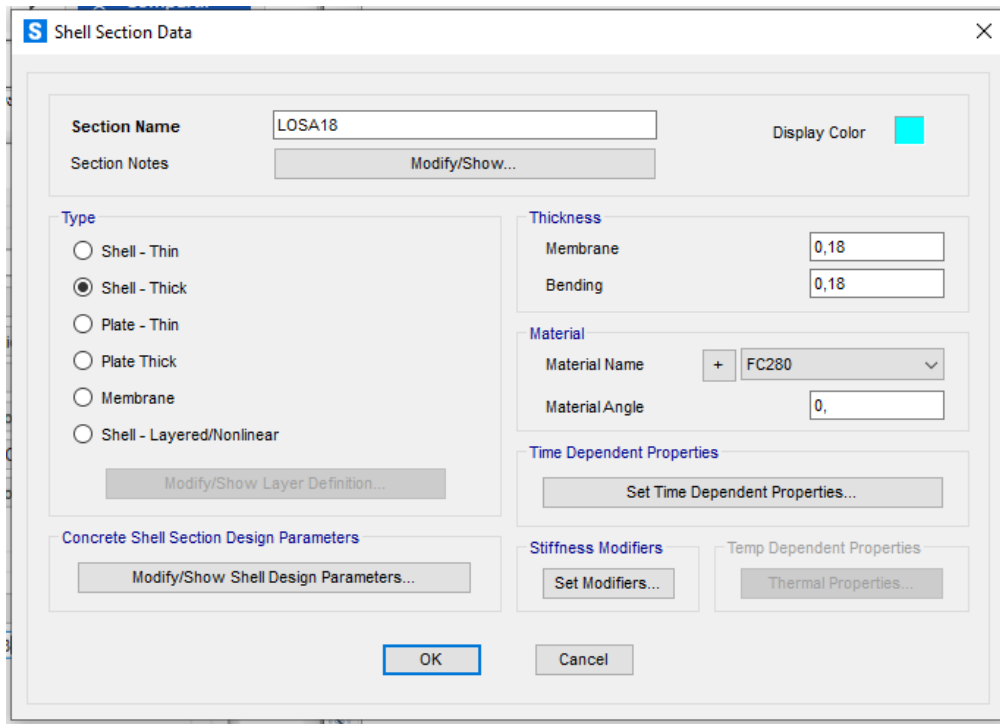 S Shell Section Data
Section Name LOSA18 Display Color
Section Notes Modify/Show...
Type
Shell - Thin
Shell - Thick
Plate - Thin
Plate Thick
Membrane
Shell - Layered/Nonlinear
Modify/Show Layer Definition...
Thickness
Membrane 0,18
Bending 0,18
Material
Material Name + FC280
Material Angle 0,
Time Dependent Properties
Set Time Dependent Properties...
Concrete Shell Section Design Parameters
Modify/Show Shell Design Parameters...
Stiffness Modifiers
Set Modifiers...
Temp Dependent Properties
Thermal Properties...
OK Cancel